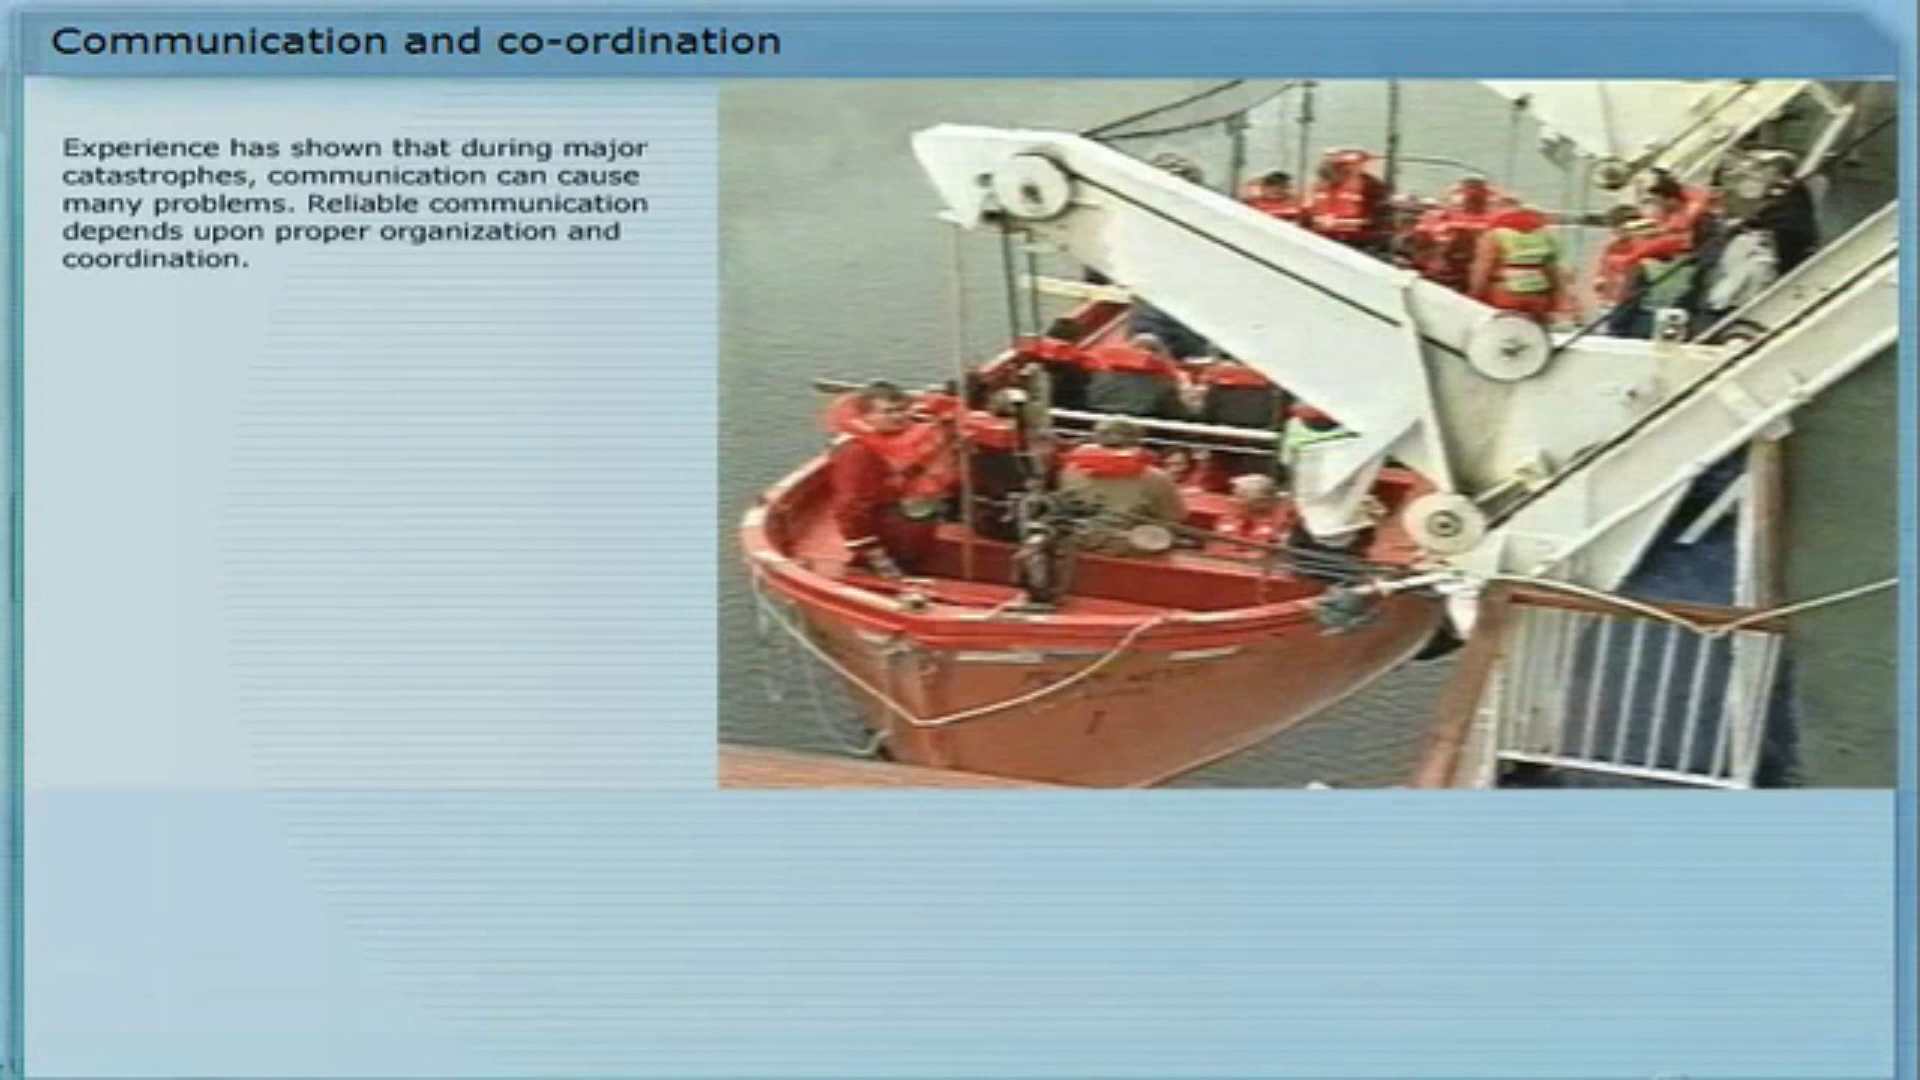 Communication and co-ordination
Experience has shown that during major
catastrophes, communication can cause
many problems. Reliable communication
depends upon proper organization and
coordination.